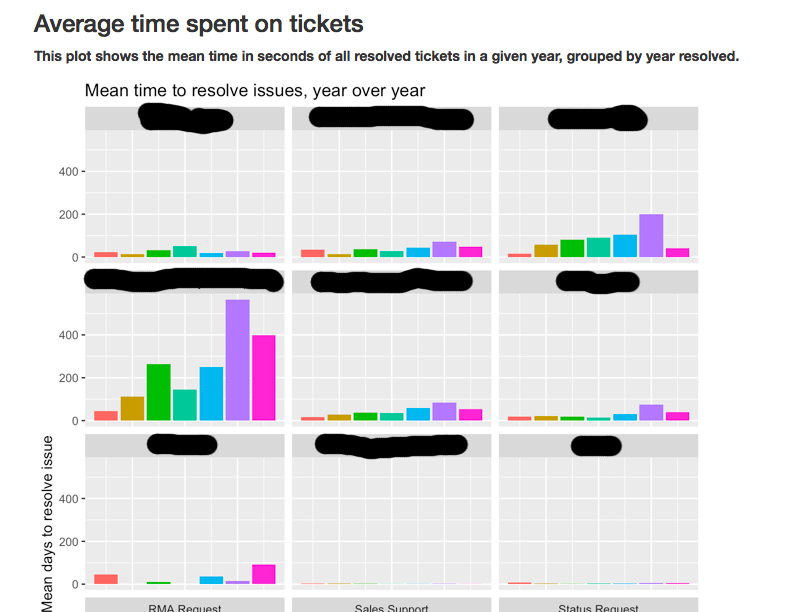 Average time spent on tickets
This plot shows the mean time in seconds of all resolved tickets in a given year, grouped by year resolved.
Mean time to resolve issues, year over year
400
200
0
400
200
0
Mean days to resolve issue
400
200
0
RMA Request Sales Support Status Request